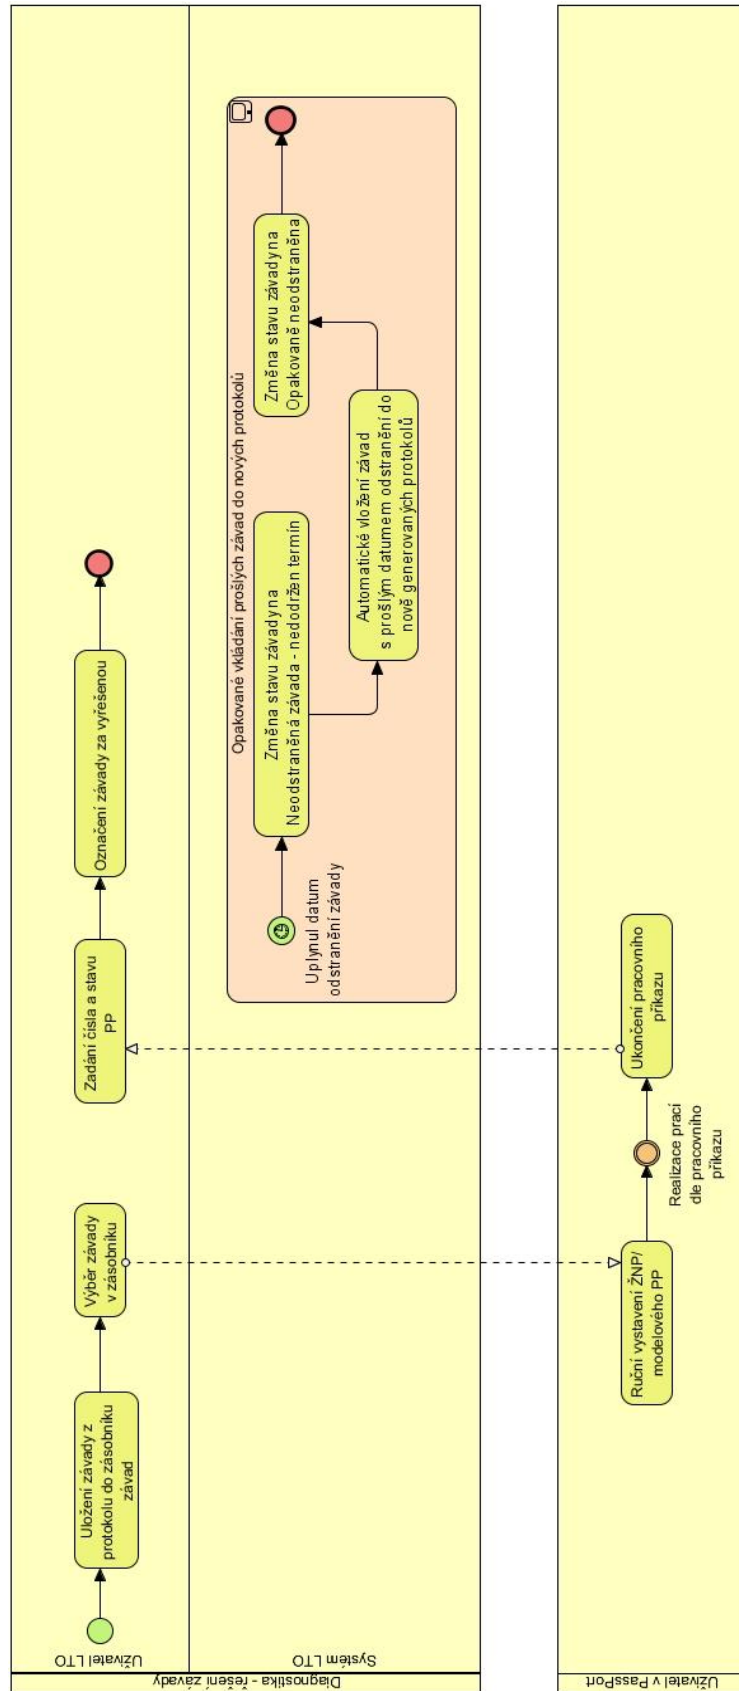 Diagnostika - řešení závady
Uživatel LTO
Uložení závady z
protokolu do zásobníku
závad
Výběr závady
v zásobníku
Zadání čísla a stavu
PP
Označení závady za vyřešenou
Systém LTO
Opakované vkládání prošlých závad do nových protokolů
Uplynul datum
odstranění závady
Změna stavu závady na
Neodstraněná závada - nedodržen termín
Automatické vložení závad
s prošlým datumem odstranění do
nově generovaných protokolů
Změna stavu závady na
Opakovaně neodstraněna
Uživatel v PassPort
Ruční vystavení ŽNP/
modelového PP
Realizace prací
dle pracovního
příkazu
Ukončení pracovního
příkazu